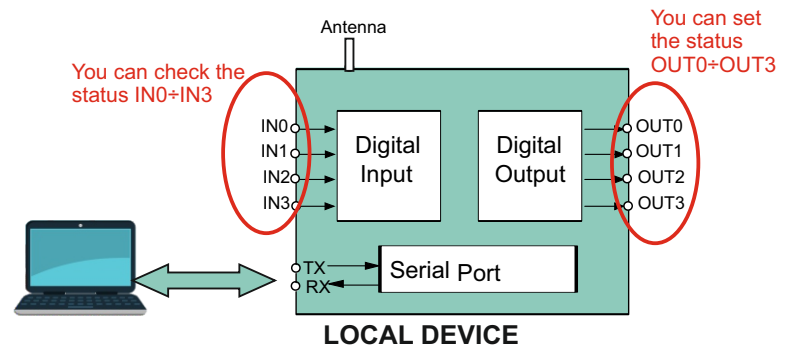 Antenna
You can set
the status
OUT0÷OUT3
You can check the
status IN0÷IN3
IN0
IN1
IN2
IN3
Digital
Input
Digital
Output
OUT0
OUT1
OUT2
OUT3
TX
RX
Serial Port
LOCAL DEVICE